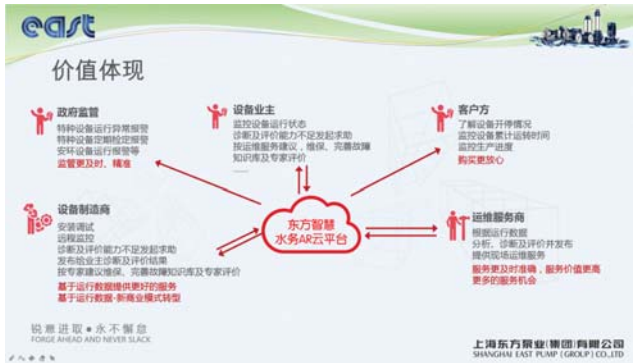 east
价值体现
政府监管
特种设备运行异常报警
特种设备定期检定报警
安环设备运行报警等
监管更及时、精准
设备业主
监控设备运行状态
诊断及评价能力不足发起求助
按运维服务建议，维保、完善故障
知识库及专家评价
......
客户方
了解设备开停情况
监控设备累计运转时间
监控生产进度
购买更放心
设备制造商
安装调试
远程监控
诊断及评价能力不足发起求助
发布给业主诊断及评价结果
按专家建议维保、完善故障知识库及专家评价
基于运行数据提供更好的服务
基于运行数据-新商业模式转型
东方智慧
水务AR云平台
运维服务商
根据运行数据
分析、诊断及评价并发布
提供现场运维服务
服务更及时准确，服务价值更高
更多的服务机会
锐意进取●永不懈怠
FORGE AHEAD AND NEVER SLACK
上海东方泵业(集团)有限公司
SHANGHAI EAST PUMP (GROUP) CO.,LTD